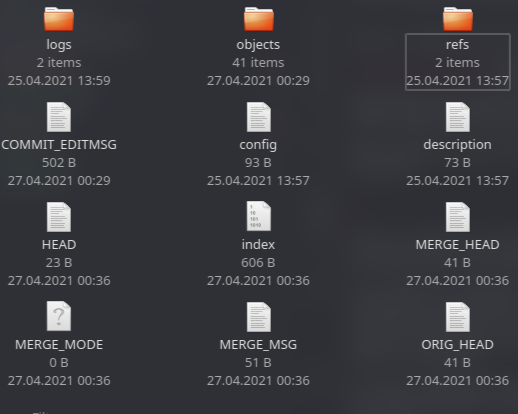 logs
2 items
25.04.2021 13:59
objects
41 items
27.04.2021 00:29
refs
2 items
25.04.2021 13:57
COMMIT_EDITMSG
502 B
27.04.2021 00:29
config
93 B
25.04.2021 13:57
description
73 B
25.04.2021 13:57
HEAD
23 B
27.04.2021 00:36
index
606 B
27.04.2021 00:36
MERGE_HEAD
41 B
27.04.2021 00:36
MERGE_MODE
0 B
27.04.2021 00:36
MERGE_MSG
51 B
27.04.2021 00:36
ORIG_HEAD
41 B
27.04.2021 00:36